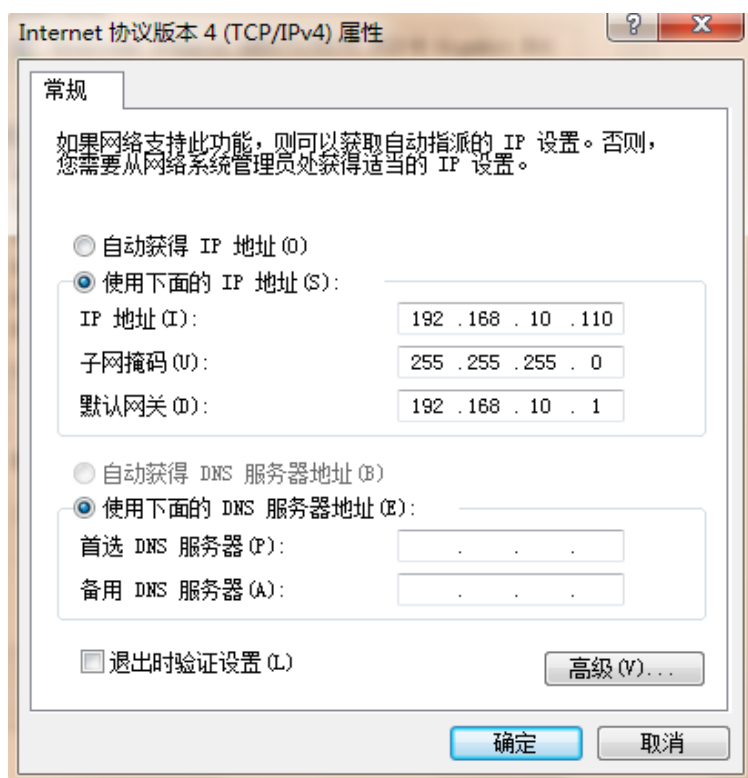 Internet 协议版本 4 (TCP/IPv4) 属性
常规
如果网络支持此功能，则可以获取自动指派的 IP 设置。否则，
您需要从网络系统管理员处获得适当的 IP 设置。
自动获得 IP 地址(O)
使用下面的 IP 地址(S):
IP 地址(I): 192 .168 . 10 .110
子网掩码(U): 255 .255 .255 . 0
默认网关(D): 192 .168 . 10 . 1
自动获得 DNS 服务器地址(B)
使用下面的 DNS 服务器地址(E):
首选 DNS 服务器(P): . . .
备用 DNS 服务器(A): . . .
退出时验证设置(L)
高级(V)...
确定
取消